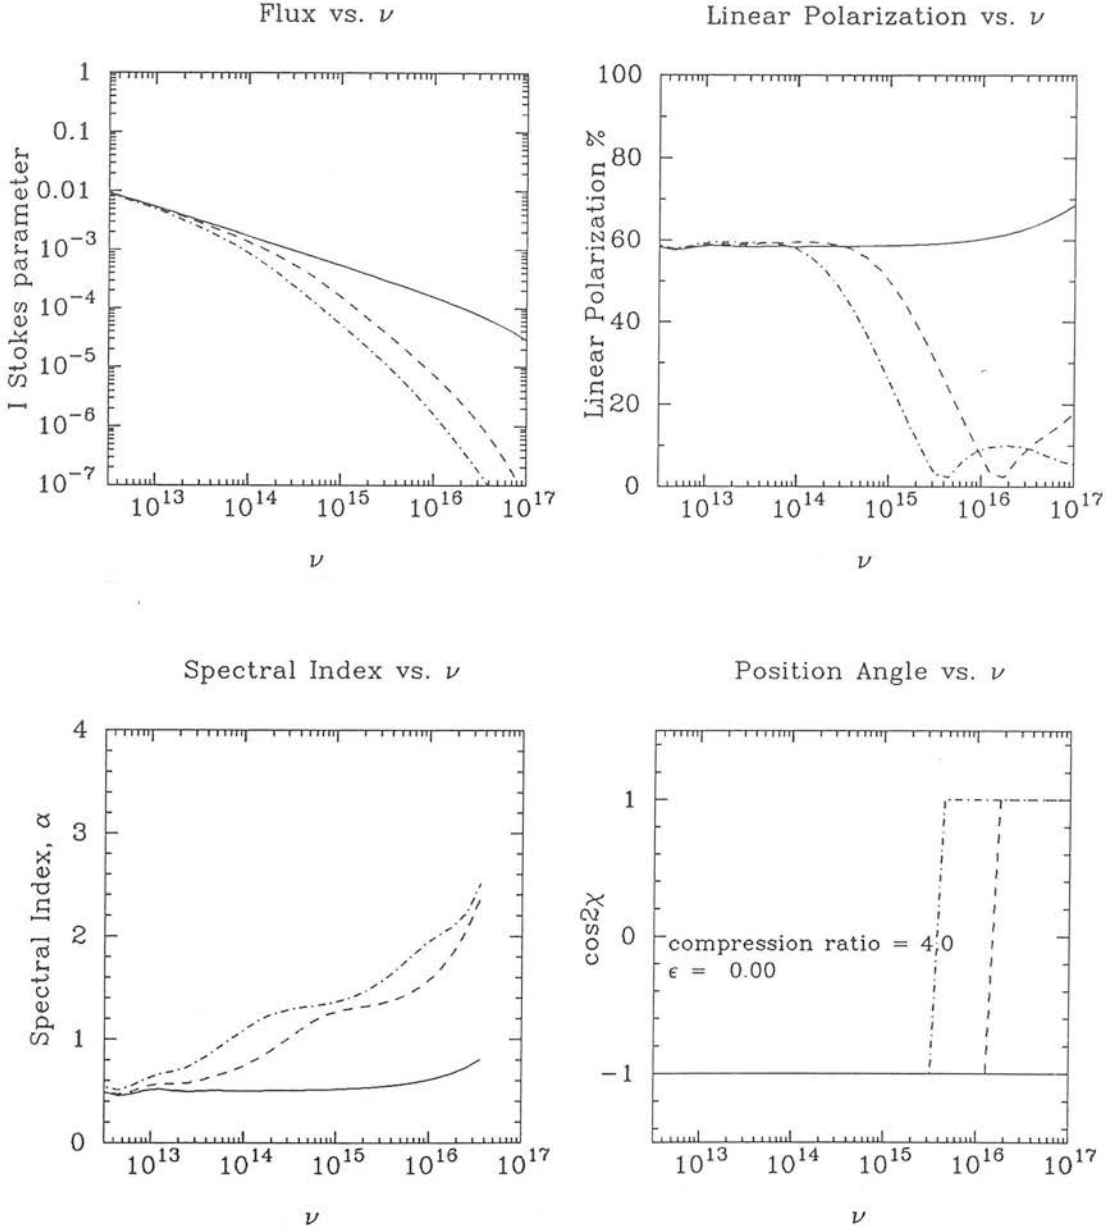 Flux vs. ν
Linear Polarization vs. ν
I Stokes parameter
1
0.1
0.01
10⁻³
10⁻⁴
10⁻⁵
10⁻⁶
10⁻⁷
10¹³ 10¹⁴ 10¹⁵ 10¹⁶ 10¹⁷
ν
Linear Polarization %
100
80
60
40
20
0
10¹³ 10¹⁴ 10¹⁵ 10¹⁶ 10¹⁷
ν
Spectral Index vs. ν
Position Angle vs. ν
Spectral Index, α
4
3
2
1
0
10¹³ 10¹⁴ 10¹⁵ 10¹⁶ 10¹⁷
ν
cos2χ
1
0
−1
compression ratio = 4.0
ϵ = 0.00
10¹³ 10¹⁴ 10¹⁵ 10¹⁶ 10¹⁷
ν